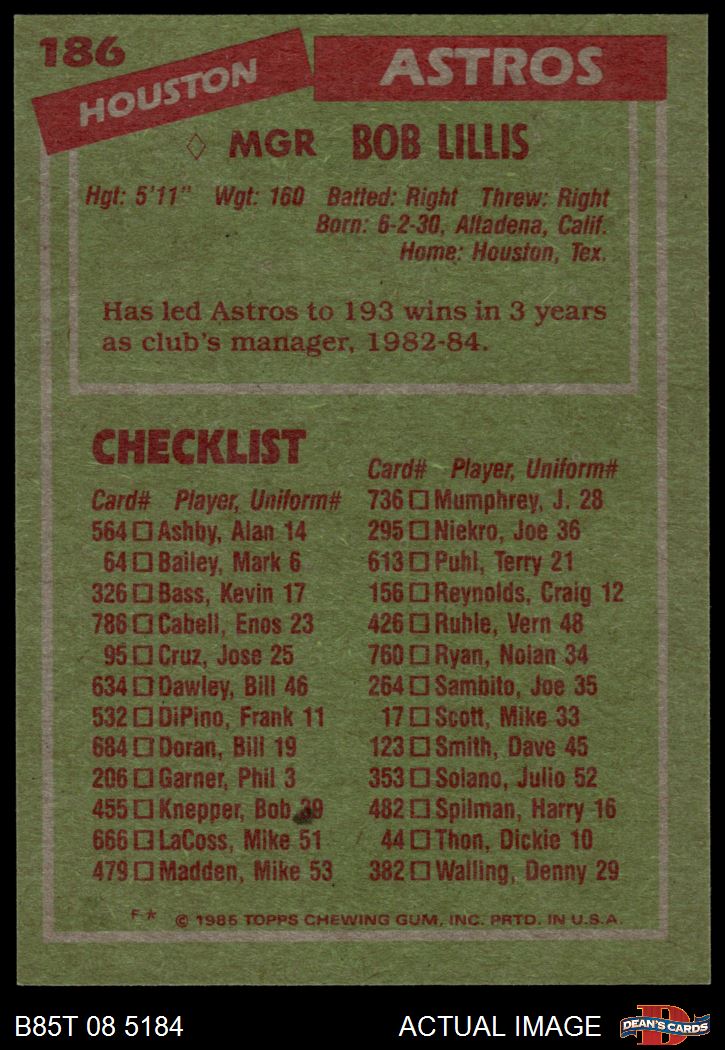 186
HOUSTON ASTROS
◇ MGR BOB LILLIS
Hgt: 5'11" Wgt: 160 Batted: Right Threw: Right
Born: 6-2-30, Altadena, Calif.
Home: Houston, Tex.
Has led Astros to 193 wins in 3 years
as club's manager, 1982-84.
CHECKLIST
Card# Player, Uniform#
564 □ Ashby, Alan 14
64 □ Bailey, Mark 6
326 □ Bass, Kevin 17
786 □ Cabell, Enos 23
95 □ Cruz, Jose 25
634 □ Dawley, Bill 46
532 □ DiPino, Frank 11
684 □ Doran, Bill 19
206 □ Garner, Phil 3
455 □ Knepper, Bob 39
666 □ LaCoss, Mike 51
479 □ Madden, Mike 53
Card# Player, Uniform#
736 □ Mumphrey, J. 28
295 □ Niekro, Joe 36
613 □ Puhl, Terry 21
156 □ Reynolds, Craig 12
426 □ Ruhle, Vern 48
760 □ Ryan, Nolan 34
264 □ Sambito, Joe 35
17 □ Scott, Mike 33
123 □ Smith, Dave 45
353 □ Solano, Julio 52
482 □ Spilman, Harry 16
44 □ Thon, Dickie 10
382 □ Walling, Denny 29
F* © 1985 TOPPS CHEWING GUM, INC. PRTD. IN U.S.A.
B85T 08 5184 ACTUAL IMAGE
D
DEAN'S CARDS